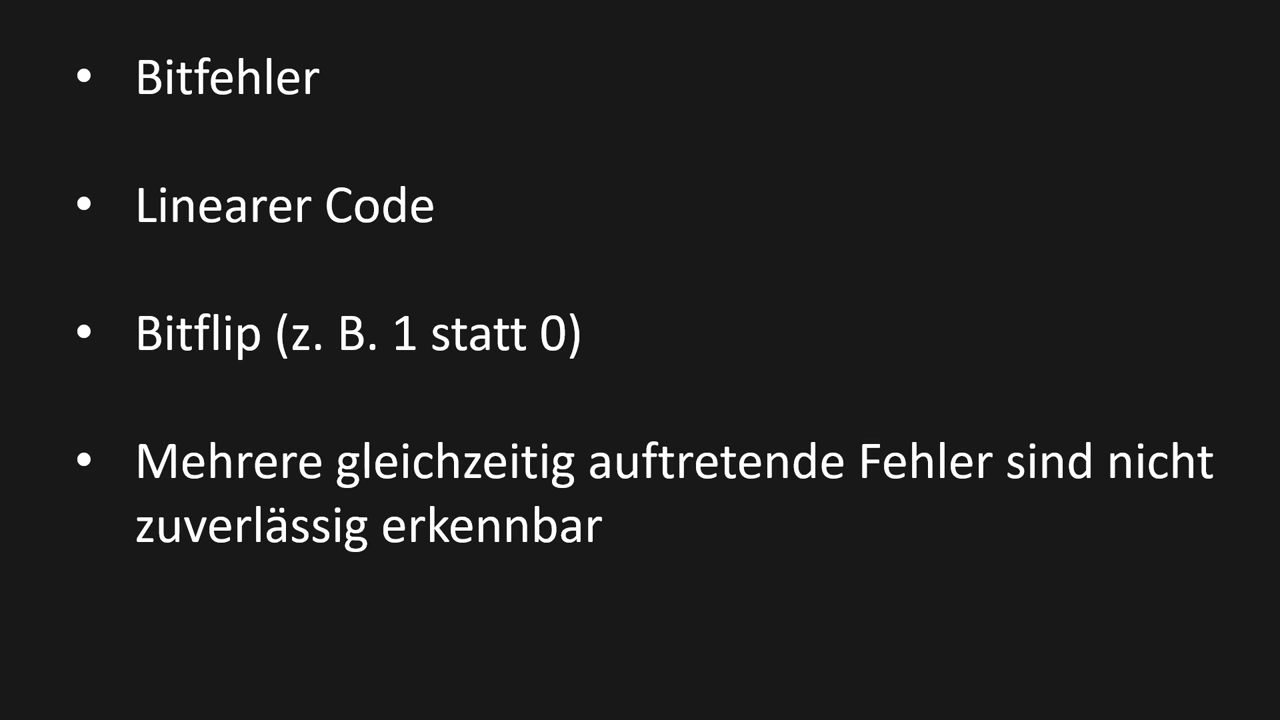 • Bitfehler
• Linearer Code
• Bitflip (z. B. 1 statt 0)
• Mehrere gleichzeitig auftretende Fehler sind nicht
zuverlässig erkennbar